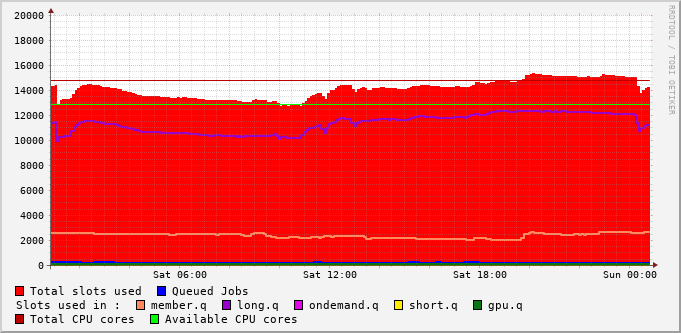 20000
18000
16000
14000
12000
10000
8000
6000
4000
2000
0
Sat 06:00 Sat 12:00 Sat 18:00 Sun 00:00
RRDTOOL / TOBI OETIKER
Total slots used Queued Jobs
Slots used in : member.q long.q ondemand.q short.q gpu.q
Total CPU cores Available CPU cores